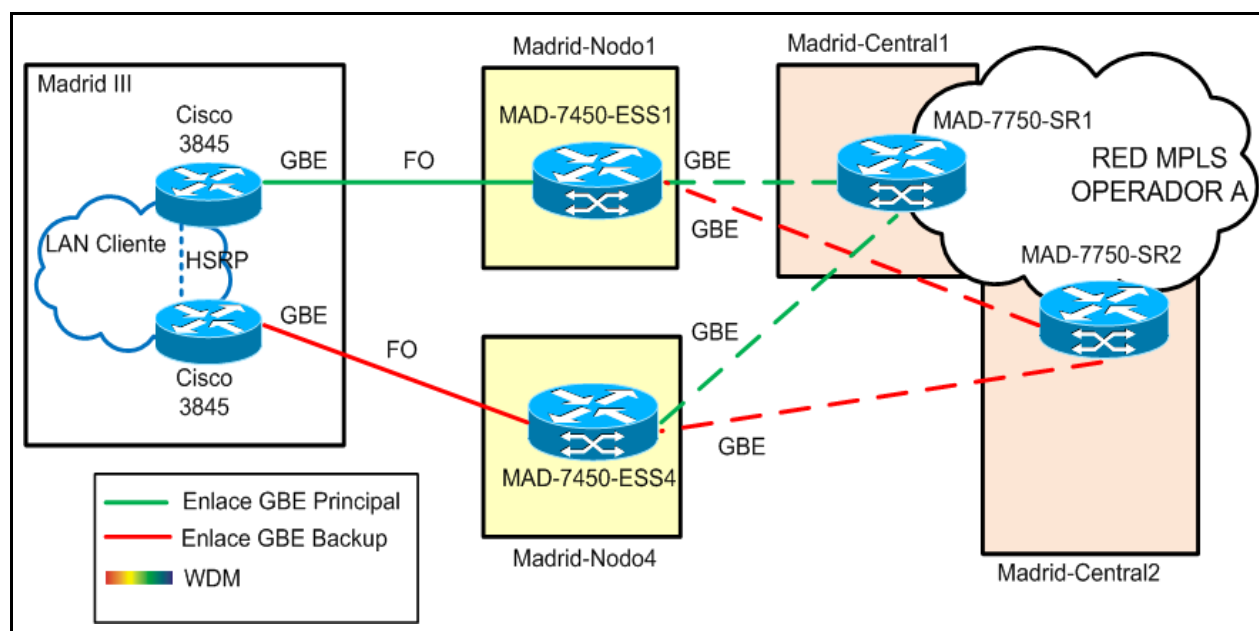 Madrid III
Cisco
3845
GBE
FO
LAN Cliente
HSRP
GBE
FO
Cisco
3845
Madrid-Nodo1
MAD-7450-ESS1
GBE
GBE
Madrid-Central1
MAD-7750-SR1
RED MPLS
OPERADOR A
MAD-7750-SR2
GBE
MAD-7450-ESS4
GBE
Madrid-Nodo4
Madrid-Central2
Enlace GBE Principal
Enlace GBE Backup
WDM